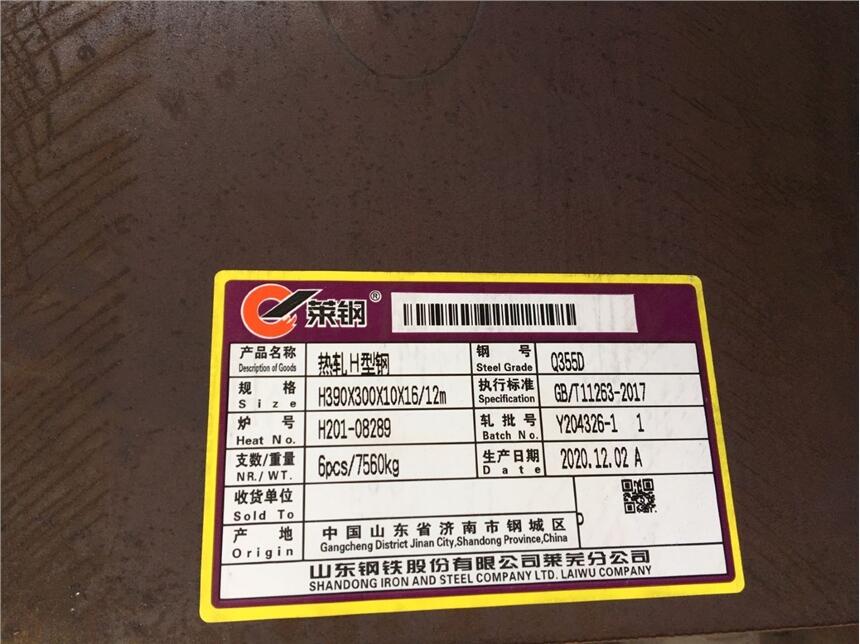 莱钢®
产品名称 热轧H型钢 钢 号 Q355D
Description of Goods Steel Grade
规 格 H390X300X10X16/12m 执行标准 GB/T11263-2017
Size Specification
炉 号 H201-08289 轧批号 Y204326-1 1
Heat No. Batch No.
支数/重量 6pcs/7560kg 生产日期 2020.12.02 A
NR./WT. Date
收货单位
Sold To
产 地 中国山东省济南市钢城区
Origin Gangcheng District Jinan City,Shandong Province,China
山东钢铁股份有限公司莱芜分公司
SHANDONG IRON AND STEEL COMPANY LTD. LAIWU COMPANY